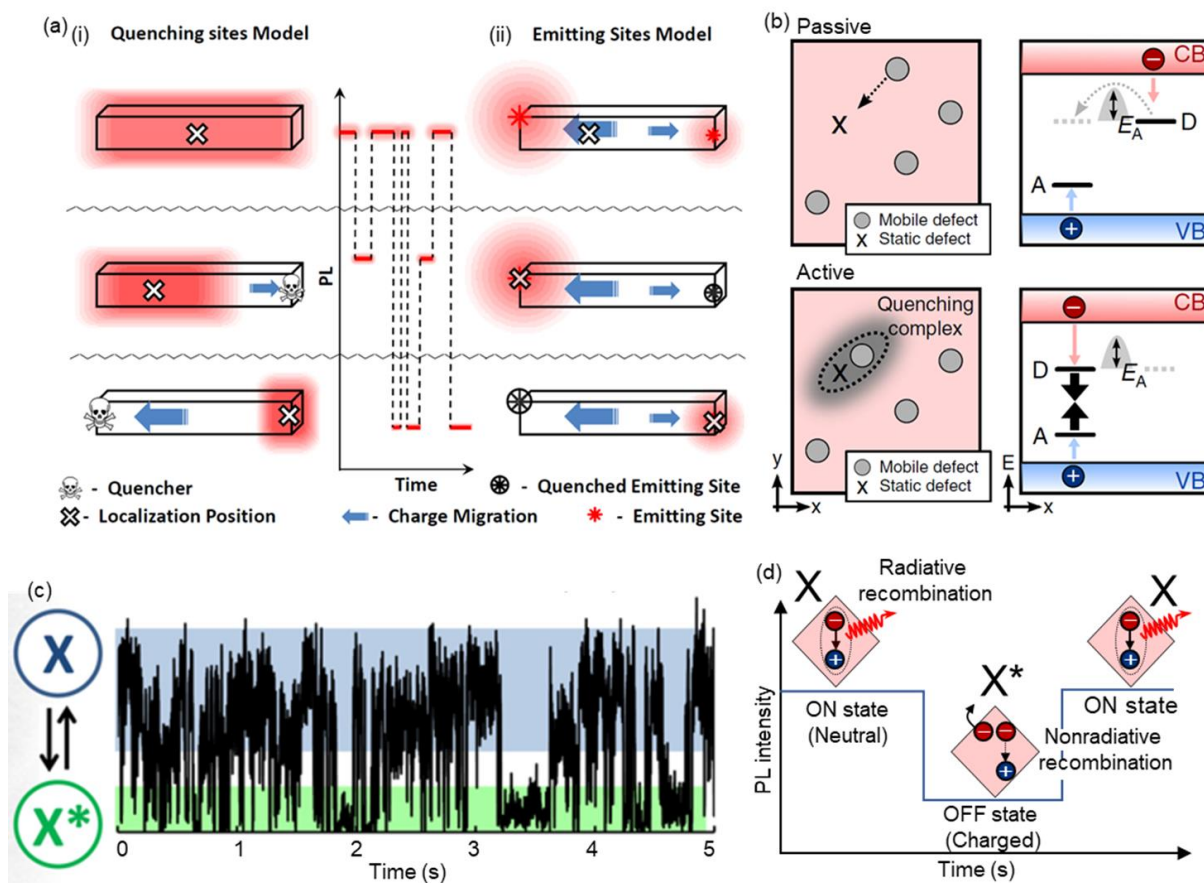 (a) (i) Quenching sites Model
(ii) Emitting Sites Model
PL
Time
- Quencher
- Localization Position
- Charge Migration
- Quenched Emitting Site
- Emitting Site
(b) Passive
X
Mobile defect
X Static defect
CB
E_A
D
A
VB
Active
Quenching
complex
X
Mobile defect
X Static defect
y
x
CB
D
E_A
A
VB
E
x
(c)
X
X*
0 1 2 3 4 5
Time (s)
(d)
PL intensity
X
Radiative
recombination
ON state
(Neutral)
X*
OFF state
(Charged)
X
ON state
Nonradiative
recombination
Time (s)